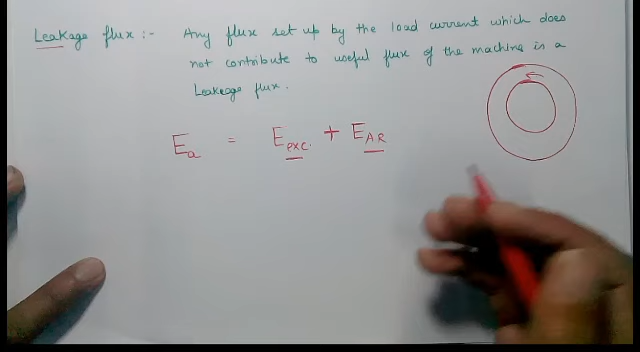 Leakage flux :- Any flux set up by the load current which does
not contribute to useful flux of the machine is a
Leakage flux.
Ea = Eexc. + EAR